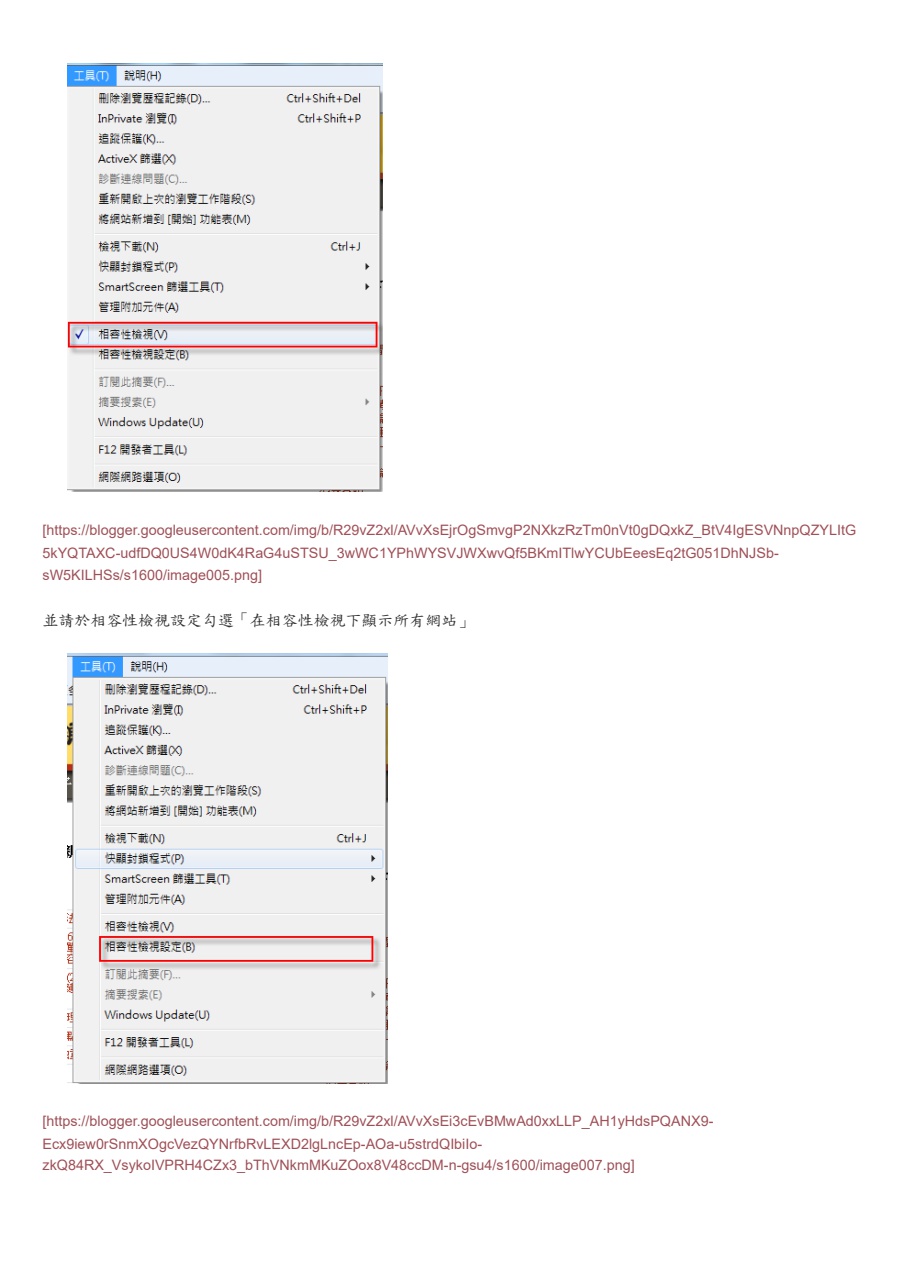 工具(T) 說明(H)
刪除瀏覽歷程記錄(D)... Ctrl+Shift+Del
InPrivate 瀏覽(I) Ctrl+Shift+P
追蹤保護(K)...
ActiveX 篩選(X)
診斷連線問題(C)...
重新開啟上次的瀏覽工作階段(S)
將網站新增到 [開始] 功能表(M)
檢視下載(N) Ctrl+J
快顯封鎖程式(P)
SmartScreen 篩選工具(T)
管理附加元件(A)
相容性檢視(V)
相容性檢視設定(B)
訂閱此摘要(F)...
摘要搜索(E)
Windows Update(U)
F12 開發者工具(L)
網際網路選項(O)
[https://blogger.googleusercontent.com/img/b/R29vZ2xl/AVvXsEjrOgSmvgP2NXkzRzTm0nVt0gDQxkZ_BtV4IgESVNnpQZYLItG
5kYQTAXC-udfDQ0US4W0dK4RaG4uSTSU_3wWC1YPhWYSVJWXwvQf5BKmITlwYCUbEeesEq2tG051DhNJSb-
sW5KILHSs/s1600/image005.png]
並請於相容性檢視設定勾選「在相容性檢視下顯示所有網站」
工具(T) 說明(H)
刪除瀏覽歷程記錄(D)... Ctrl+Shift+Del
InPrivate 瀏覽(I) Ctrl+Shift+P
追蹤保護(K)...
ActiveX 篩選(X)
診斷連線問題(C)...
重新開啟上次的瀏覽工作階段(S)
將網站新增到 [開始] 功能表(M)
檢視下載(N) Ctrl+J
快顯封鎖程式(P)
SmartScreen 篩選工具(T)
管理附加元件(A)
相容性檢視(V)
相容性檢視設定(B)
訂閱此摘要(F)...
摘要搜索(E)
Windows Update(U)
F12 開發者工具(L)
網際網路選項(O)
[https://blogger.googleusercontent.com/img/b/R29vZ2xl/AVvXsEi3cEvBMwAd0xxLLP_AH1yHdsPQANX9-
Ecx9iew0rSnmXOgcVezQYNrfbRvLEXD2lgLncEp-AOa-u5strdQIbiIo-
zkQ84RX_VsykoIVPRH4CZx3_bThVNkmMKuZOox8V48ccDM-n-gsu4/s1600/image007.png]